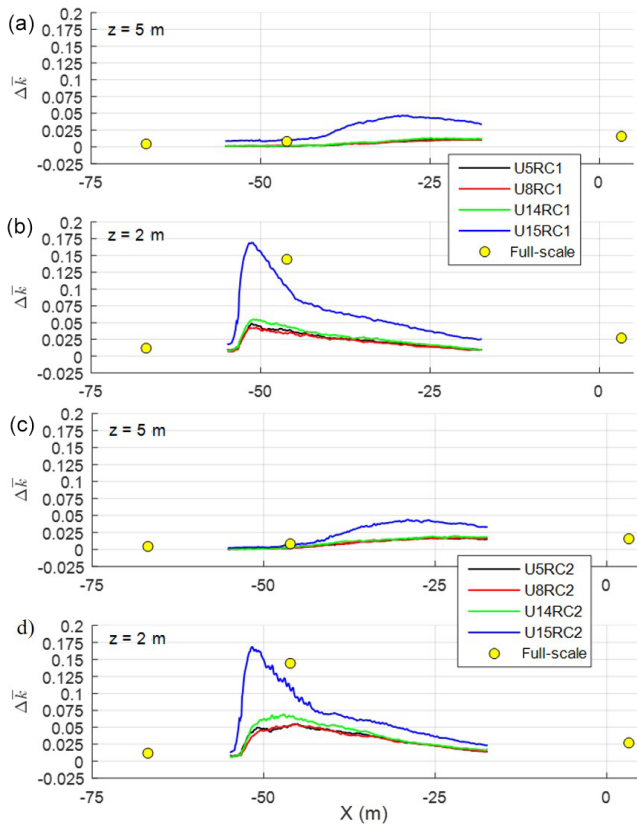 (a)
z = 5 m
Δk̅
0.2
0.175
0.15
0.125
0.1
0.075
0.05
0.025
0
-0.025
-75 -50 -25 0
U5RC1
U8RC1
U14RC1
U15RC1
Full-scale
(b)
z = 2 m
Δk̅
0.2
0.175
0.15
0.125
0.1
0.075
0.05
0.025
0
-0.025
-75 -50 -25 0
(c)
z = 5 m
Δk̅
0.2
0.175
0.15
0.125
0.1
0.075
0.05
0.025
0
-0.025
-75 -50 -25 0
U5RC2
U8RC2
U14RC2
U15RC2
Full-scale
d)
z = 2 m
Δk̅
0.2
0.175
0.15
0.125
0.1
0.075
0.05
0.025
0
-0.025
-75 -50 -25 0
X (m)